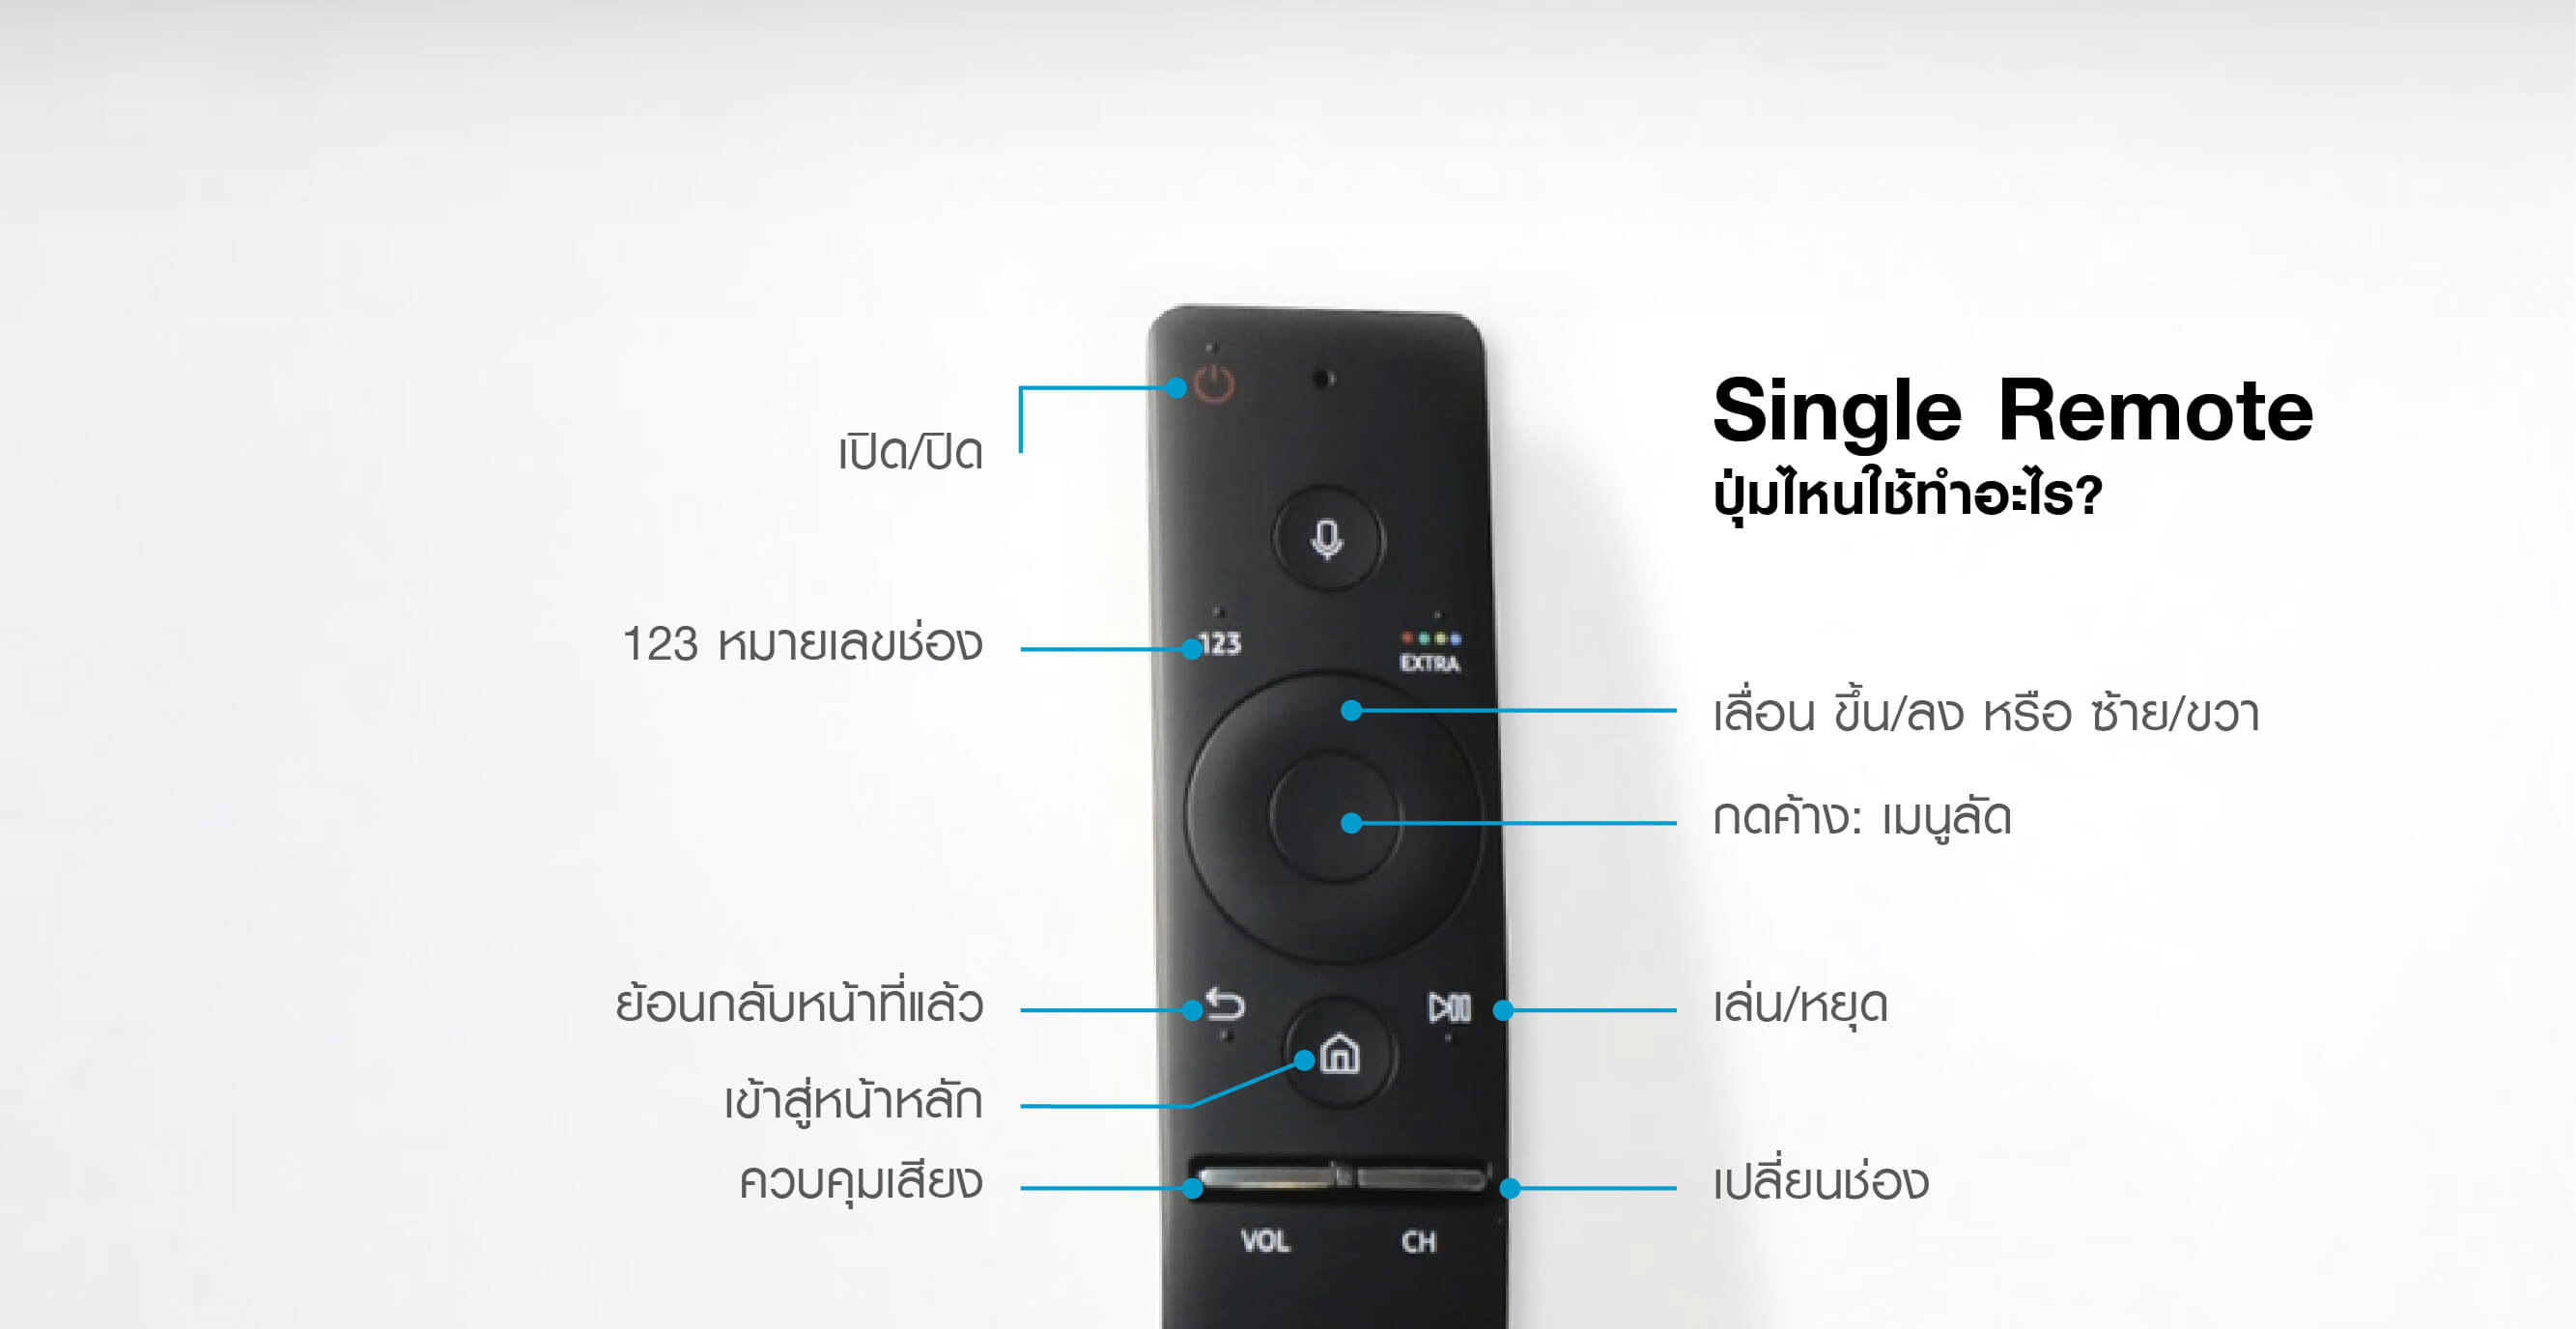 Single Remote
ปุ่มไหนใช้ทำอะไร?
เปิด/ปิด
123 หมายเลขช่อง
123
EXTRA
เลื่อน ขึ้น/ลง หรือ ซ้าย/ขวา
กดค้าง: เมนูลัด
ย้อนกลับหน้าที่แล้ว
เล่น/หยุด
เข้าสู่หน้าหลัก
ควบคุมเสียง
เปลี่ยนช่อง
VOL
CH